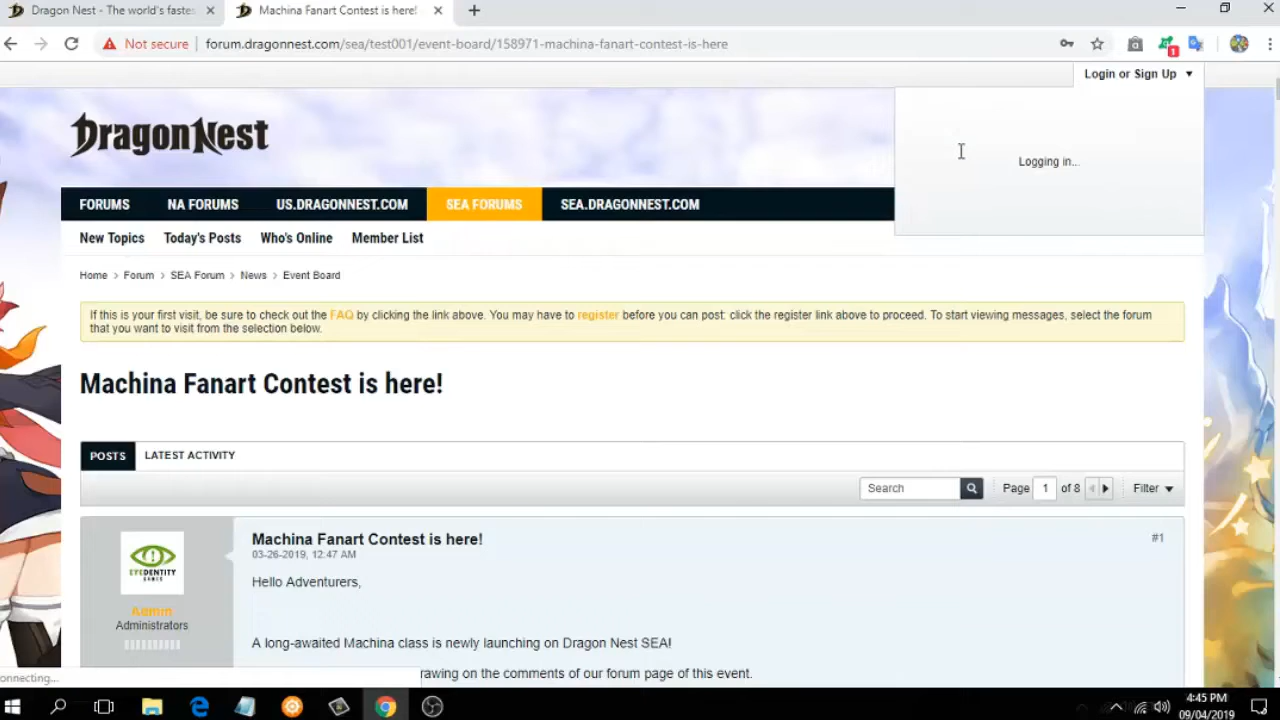 Dragon Nest - The world's fastes
Machina Fanart Contest is here!
Not secure
forum.dragonnest.com/sea/test001/event-board/158971-machina-fanart-contest-is-here
1
Login or Sign Up
DragonNest
Logging in...
FORUMS
NA FORUMS
US.DRAGONNEST.COM
SEA FORUMS
SEA.DRAGONNEST.COM
New Topics
Today's Posts
Who's Online
Member List
Home > Forum > SEA Forum > News > Event Board
If this is your first visit, be sure to check out the FAQ by clicking the link above. You may have to register before you can post: click the register link above to proceed. To start viewing messages, select the forum
that you want to visit from the selection below.
Machina Fanart Contest is here!
POSTS
LATEST ACTIVITY
Search
Page 1 of 8
Filter
Machina Fanart Contest is here!
#1
03-26-2019, 12:47 AM
EYEDENTITY
GAMES
Hello Adventurers,
Administrators
A long-awaited Machina class is newly launching on Dragon Nest SEA!
rawing on the comments of our forum page of this event.
onnecting...
4:45 PM
09/04/2019